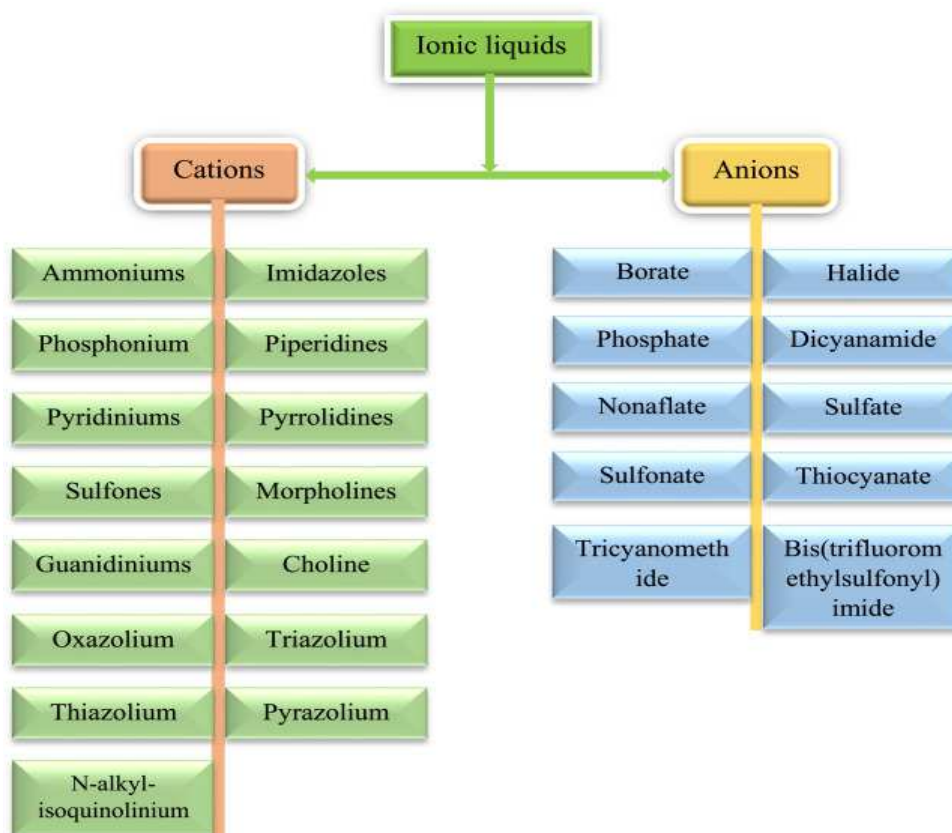 Ionic liquids
Cations
Anions
Ammoniums
Imidazoles
Phosphonium
Piperidines
Pyridiniums
Pyrrolidines
Sulfones
Morpholines
Guanidiniums
Choline
Oxazolium
Triazolium
Thiazolium
Pyrazolium
N-alkyl-
isoquinolinium
Borate
Halide
Phosphate
Dicyanamide
Nonaflate
Sulfate
Sulfonate
Thiocyanate
Tricyanometh
ide
Bis(trifluorom
ethylsulfonyl)
imide